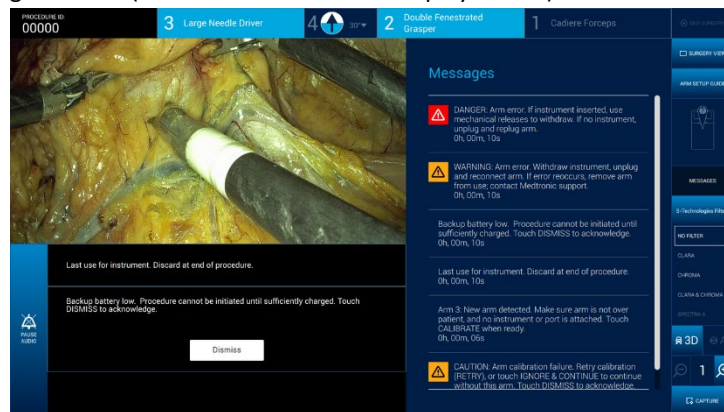 PROCEDURE ID:
00000
3 Large Needle Driver
4 30°
2 Double Fenestrated
Grasper
1 Cadiere Forceps
SURGERY VIEW
ARM SETUP GUIDE
MESSAGES
3-Technologies Filte
NO FILTER
CLARA
CHROMA
CLARA & CHROMA
SPECTRA A
3D
1
CAPTURE
Messages
DANGER: Arm error. If instrument inserted, use
mechanical releases to withdraw. If no instrument,
unplug and replug arm.
0h, 00m, 10s
WARNING: Arm error. Withdraw instrument, unplug
and reconnect arm. If error reoccurs, remove arm
from use; contact Medtronic support.
0h, 00m, 10s
Backup battery low. Procedure cannot be initiated until
sufficiently charged. Touch DISMISS to acknowledge.
0h, 00m, 10s
Last use for instrument. Discard at end of procedure.
0h, 00m, 10s
Arm 3: New arm detected. Make sure arm is not over
patient, and no instrument or port is attached. Touch
CALIBRATE when ready.
0h, 00m, 06s
CAUTION: Arm calibration failure. Retry calibration
(RETRY), or touch IGNORE & CONTINUE to continue
without this arm. Touch DISMISS to acknowledge.
Last use for instrument. Discard at end of procedure.
Backup battery low. Procedure cannot be initiated until sufficiently charged. Touch
DISMISS to acknowledge.
Dismiss
PAUSE
AUDIO